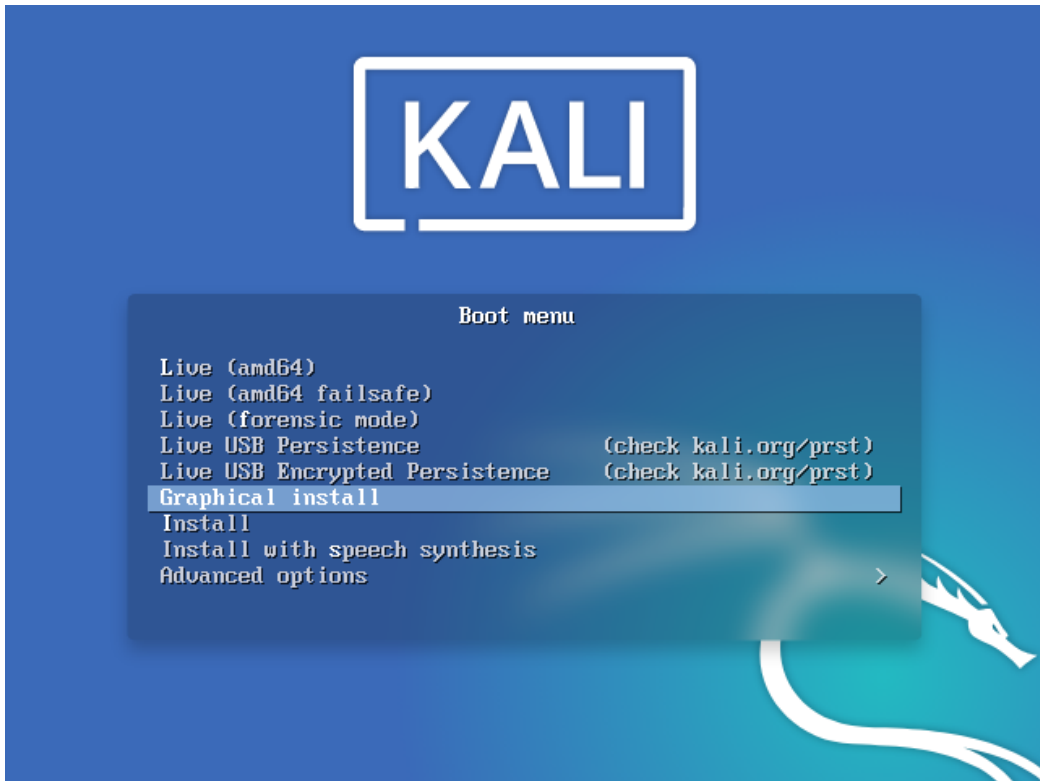 KALI
Boot menu
Live (amd64)
Live (amd64 failsafe)
Live (forensic mode)
Live USB Persistence (check kali.org/prst)
Live USB Encrypted Persistence (check kali.org/prst)
Graphical install
Install
Install with speech synthesis
Advanced options >